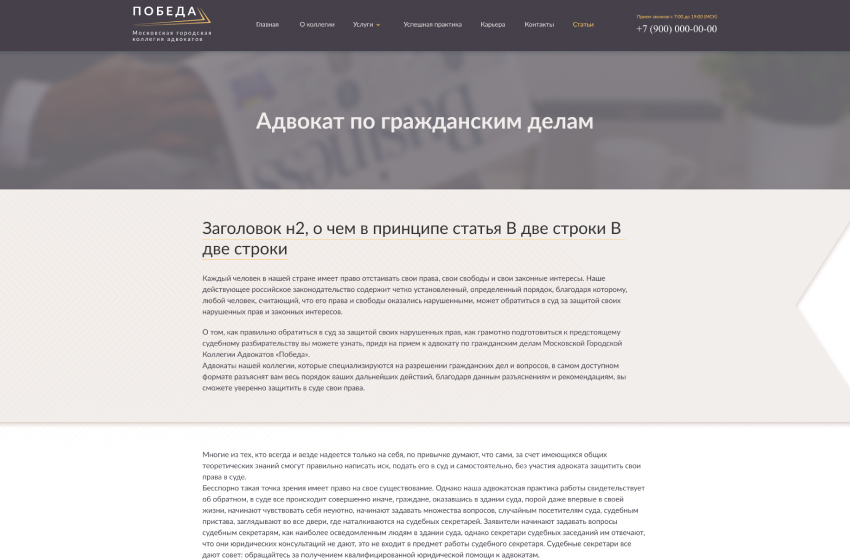 ПОБЕДА
Московская городская
коллегия адвокатов
Главная
О коллегии
Услуги
Успешная практика
Карьера
Контакты
Статьи
Прием звонков с 7:00 до 19:00 (МСК)
+7 (900) 000-00-00
Business
Адвокат по гражданским делам
Заголовок н2, о чем в принципе статья В две строки В
две строки
Каждый человек в нашей стране имеет право отстаивать свои права, свои свободы и свои законные интересы. Наше
действующее российское законодательство содержит четко установленный, определенный порядок, благодаря которому,
любой человек, считающий, что его права и свободы оказались нарушенными, может обратиться в суд за защитой своих
нарушенных прав и законных интересов.
О том, как правильно обратиться в суд за защитой своих нарушенных прав, как грамотно подготовиться к предстоящему
судебному разбирательству вы можете узнать, придя на прием к адвокату по гражданским делам Московской Городской
Коллегии Адвокатов «Победа».
Адвокаты нашей коллегии, которые специализируются на разрешении гражданских дел и вопросов, в самом доступном
формате разъяснят вам весь порядок ваших дальнейших действий, благодаря данным разъяснениям и рекомендациям, вы
сможете уверенно защитить в суде свои права.
Многие из тех, кто всегда и везде надеется только на себя, по привычке думают, что сами, за счет имеющихся общих
теоретических знаний смогут правильно написать иск, подать его в суд и самостоятельно, без участия адвоката защитить свои
права в суде.
Бесспорно такая точка зрения имеет право на свое существование. Однако наша адвокатская практика работы свидетельствует
об обратном, в суде все происходит совершенно иначе, граждане, оказавшись в здании суда, порой даже впервые в своей
жизни, начинают чувствовать себя неуютно, начинают задавать множества вопросов, случайным посетителям суда, судебным
пристава, заглядывают во все двери, где наталкиваются на судебных секретарей. Заявители начинают задавать вопросы
судебным секретарям, как наиболее осведомленным людям в здании суда, однако секретари судебных заседаний им отвечают,
что они юридических консультаций не дают, это не входит в предмет работы судебного секретаря. Судебные секретари все
дают совет: обращайтесь за получением квалифицированной юридической помощи к адвокатам.